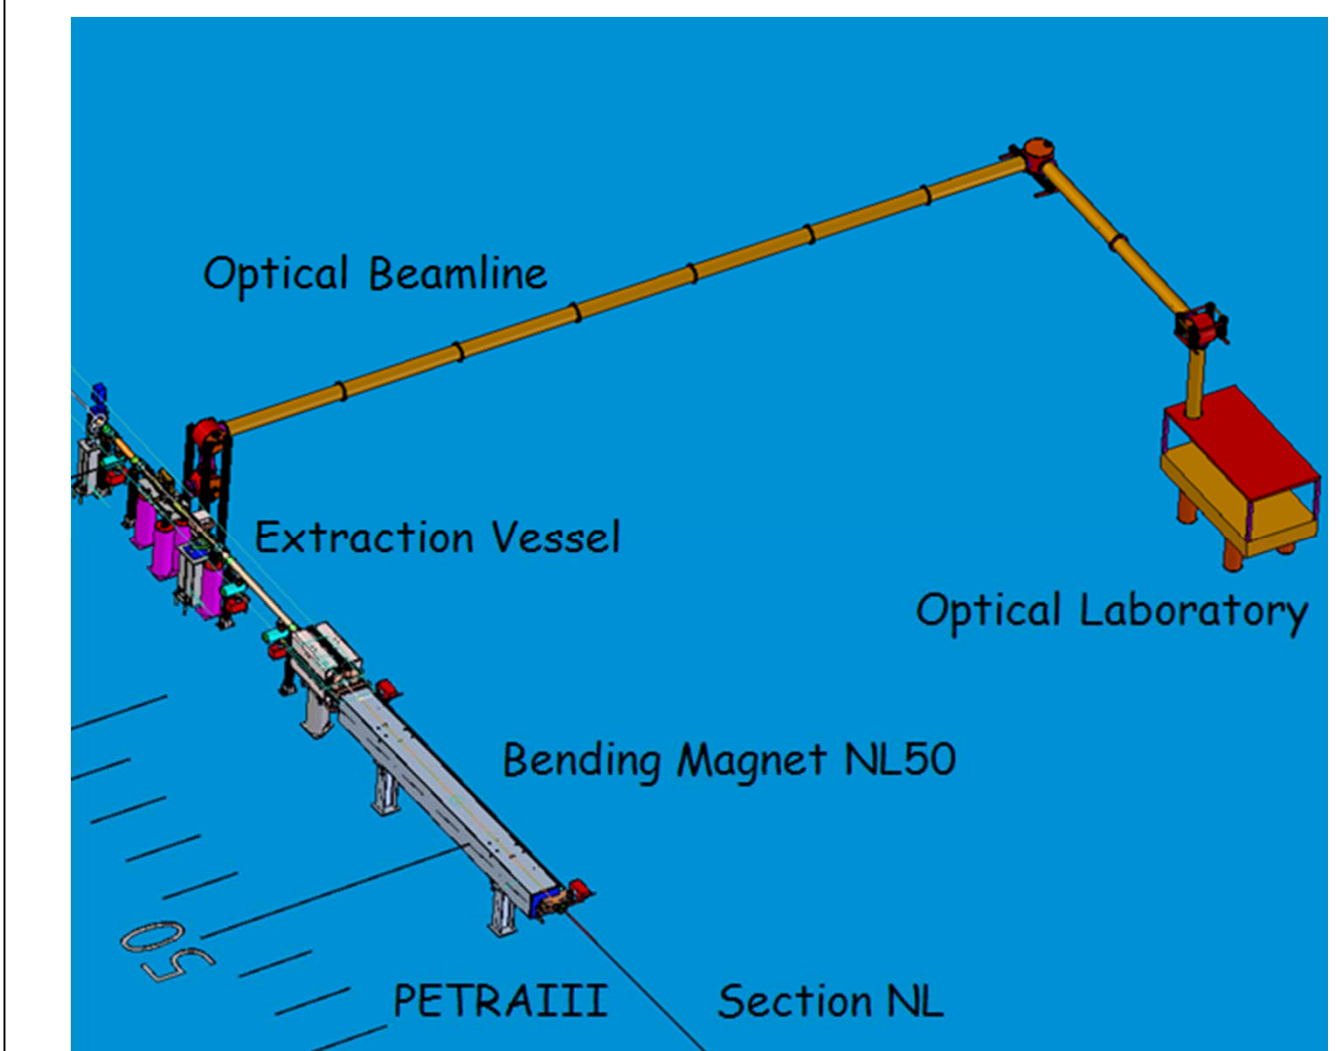 Optical Beamline
Extraction Vessel
Optical Laboratory
Bending Magnet NL50
50
PETRAIII Section NL